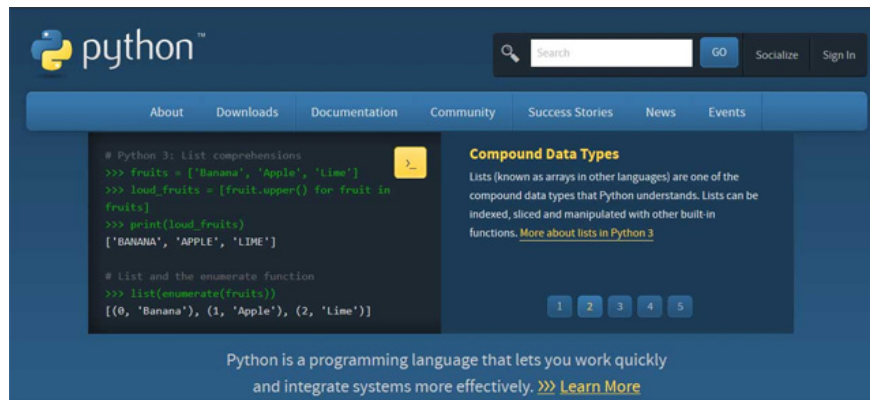 python™
Search
GO
Socialize
Sign In
About
Downloads
Documentation
Community
Success Stories
News
Events
# Python 3: List comprehensions
>>> fruits = ['Banana', 'Apple', 'Lime']
>>> loud_fruits = [fruit.upper() for fruit in
fruits]
>>> print(loud_fruits)
['BANANA', 'APPLE', 'LIME']
# List and the enumerate function
>>> list(enumerate(fruits))
[(0, 'Banana'), (1, 'Apple'), (2, 'Lime')]
>_
Compound Data Types
Lists (known as arrays in other languages) are one of the
compound data types that Python understands. Lists can be
indexed, sliced and manipulated with other built-in
functions. More about lists in Python 3
1 2 3 4 5
Python is a programming language that lets you work quickly
and integrate systems more effectively. >>> Learn More